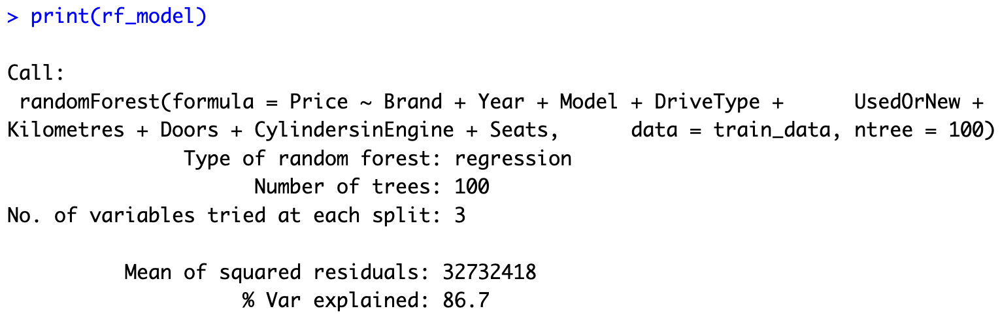 > print(rf_model)
Call:
randomForest(formula = Price ~ Brand + Year + Model + DriveType +      UsedOrNew +
Kilometres + Doors + CylindersinEngine + Seats,      data = train_data, ntree = 100)
Type of random forest: regression
Number of trees: 100
No. of variables tried at each split: 3
Mean of squared residuals: 32732418
% Var explained: 86.7